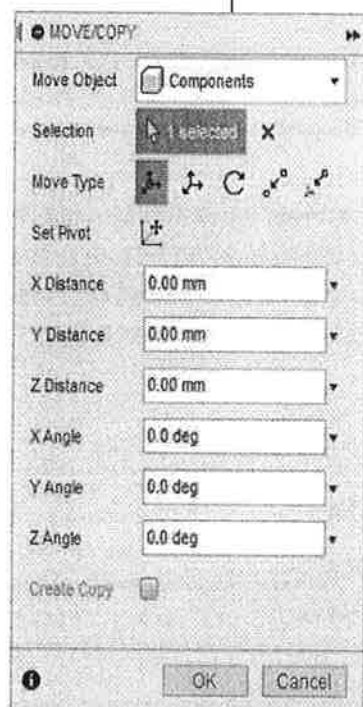 MOVE/COPY
Move Object Components
Selection 1 selected
Move Type
Set Pivot
X Distance 0.00 mm
Y Distance 0.00 mm
Z Distance 0.00 mm
X Angle 0.0 deg
Y Angle 0.0 deg
Z Angle 0.0 deg
Create Copy
OK Cancel